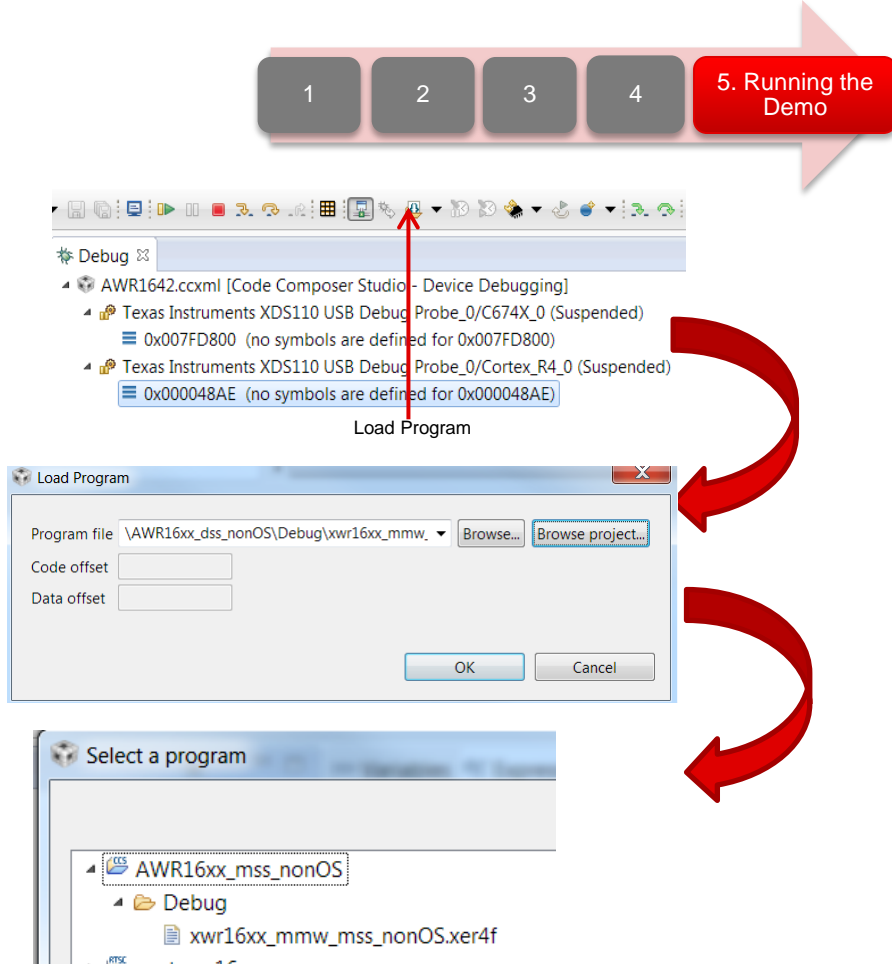 1 2 3 4 5. Running the
Demo
Debug
AWR1642.ccxml [Code Composer Studio - Device Debugging]
Texas Instruments XDS110 USB Debug Probe_0/C674X_0 (Suspended)
0x007FD800 (no symbols are defined for 0x007FD800)
Texas Instruments XDS110 USB Debug Probe_0/Cortex_R4_0 (Suspended)
0x000048AE (no symbols are defined for 0x000048AE)
Load Program
Load Program
Program file \AWR16xx_dss_nonOS\Debug\xwr16xx_mmw_ Browse... Browse project...
Code offset
Data offset
OK Cancel
Select a program
CCS AWR16xx_mss_nonOS
Debug
xwr16xx_mmw_mss_nonOS.xer4f
RTSC